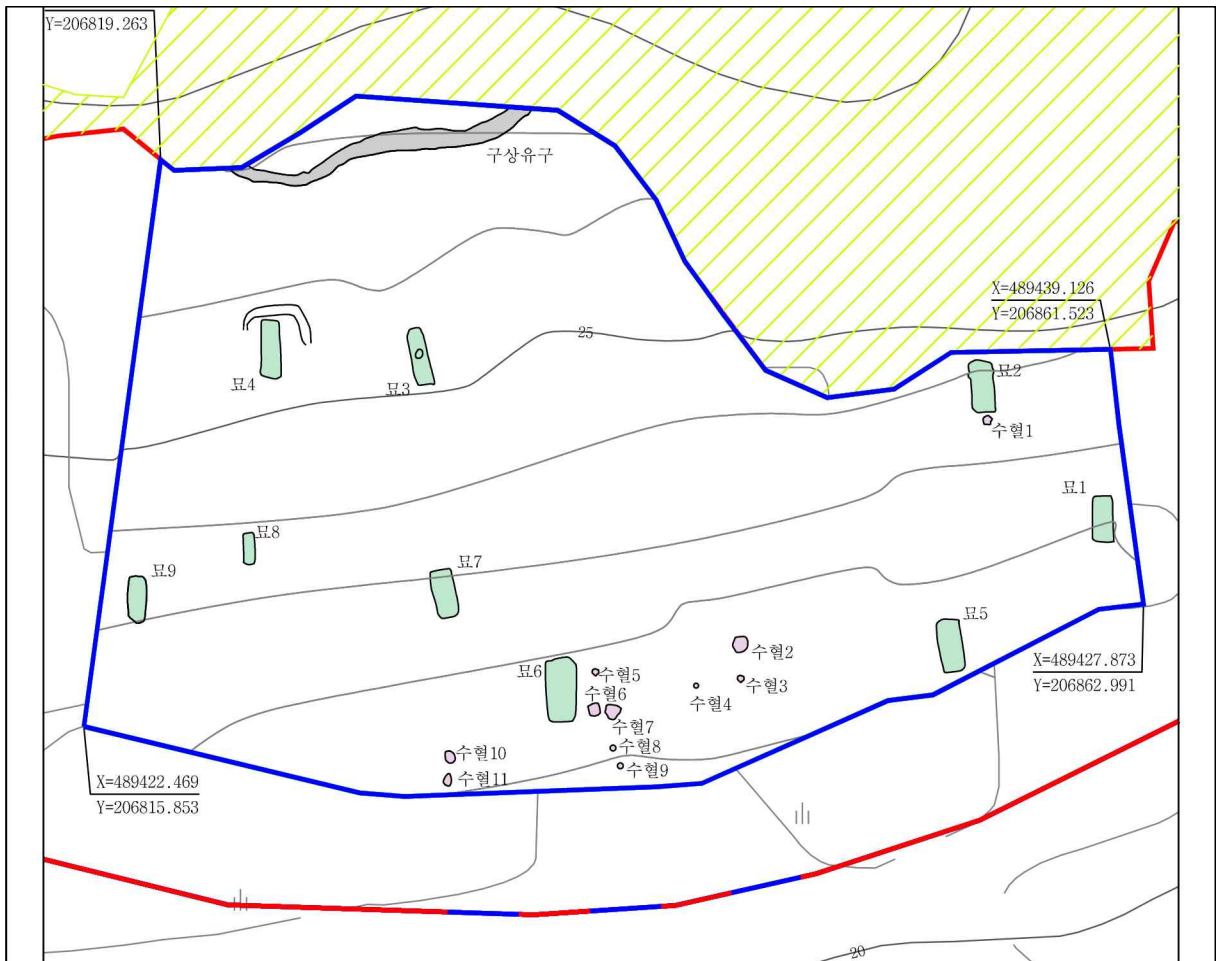 Y=206819.263
구상유구
X=489439.126
Y=206861.523
25
묘4
묘3
묘2
수혈1
묘1
묘8
묘7
묘9
묘5
수혈2
X=489427.873
Y=206862.991
묘6
수혈5
수혈3
수혈6
수혈4
수혈7
수혈8
수혈10
수혈9
수혈11
X=489422.469
Y=206815.853
20